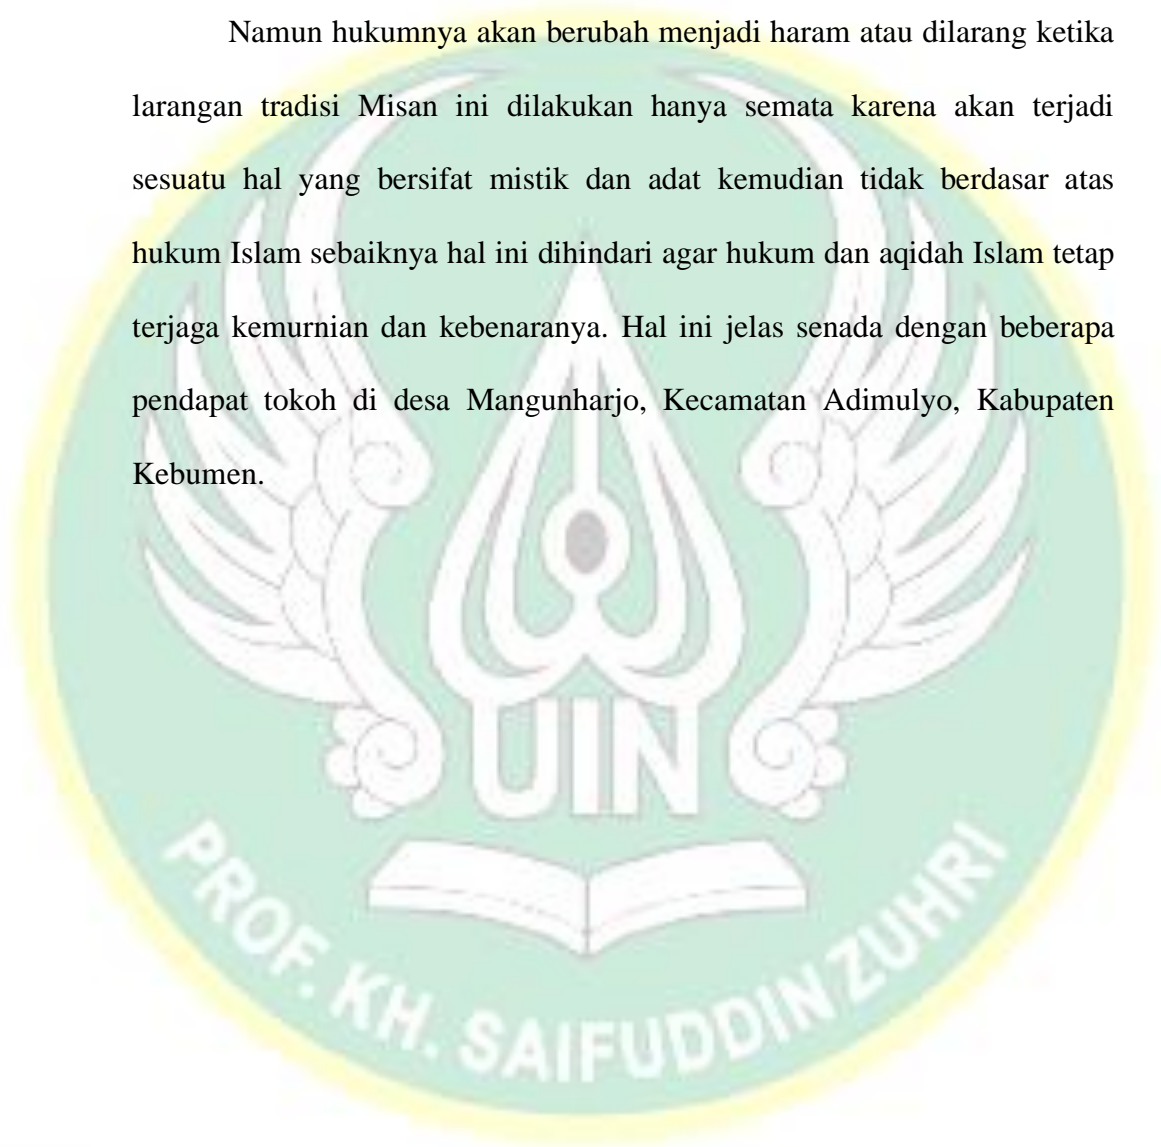 Namun hukumnya akan berubah menjadi haram atau dilarang ketika
larangan tradisi Misan ini dilakukan hanya semata karena akan terjadi
sesuatu hal yang bersifat mistik dan adat kemudian tidak berdasar atas
hukum Islam sebaiknya hal ini dihindari agar hukum dan aqidah Islam tetap
terjaga kemurnian dan kebenaranya. Hal ini jelas senada dengan beberapa
pendapat tokoh di desa Mangunharjo, Kecamatan Adimulyo, Kabupaten
Kebumen.
UIN
PROF. KH. SAIFUDDIN ZUHRI